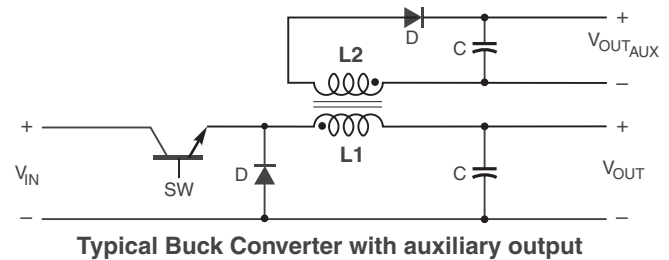 +
D
C
V_OUT_AUX
L2
–
+
+
L1
V_IN
SW
D
C
V_OUT
–
–
Typical Buck Converter with auxiliary output